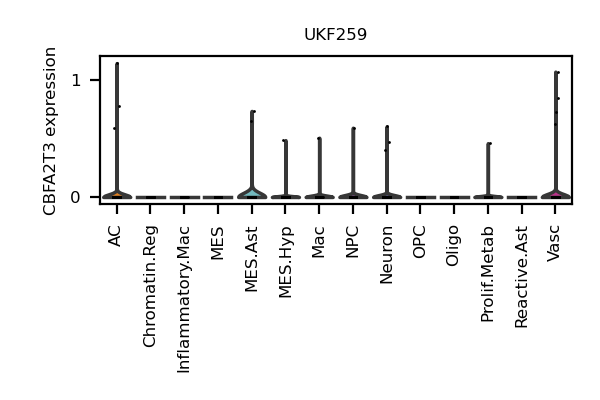 UKF259
CBFA2T3 expression
1
0
AC
Chromatin.Reg
Inflammatory.Mac
MES
MES.Ast
MES.Hyp
Mac
NPC
Neuron
OPC
Oligo
Prolif.Metab
Reactive.Ast
Vasc